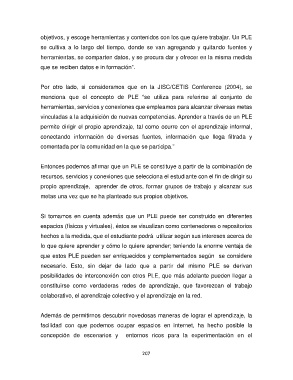 objetivos, y escoge herramientas y contenidos con los que quiere trabajar. Un PLE
se cultiva a lo largo del tiempo, donde se van agregando y quitando fuentes y
herramientas, se comparten datos, y se procura dar y ofrecer en la misma medida
que se reciben datos e in formación”.
Por otro lado, si consideramos que en la JISC/CETIS Conference (2004), se
menciona que el concepto de PLE “se utiliza para referirse al conjunto de
herramientas, servicios y conexiones que empleamos para alcanzar diversas metas
vinculadas a la adquisición de nuevas competencias. Aprender a través de un PLE
permite dirigir el propio aprendizaje, tal como ocurre con el aprendizaje informal,
conectando información de diversas fuentes, información que llega filtrada y
comentada por la comunidad en la que se participa.”
Entonces podemos afirmar que un PLE se constituye a partir de la combinación de
recursos, servicios y conexiones que selecciona el estudiante con el fin de dirigir su
propio aprendizaje, aprender de otros, formar grupos de trabajo y alcanzar sus
metas una vez que se ha planteado sus propios objetivos.
Si tomamos en cuenta además que un PLE puede ser construido en diferentes
espacios (físicos y virtuales), éstos se visualizan como contenedores o repositorios
hechos a la medida, que el estudiante podrá utilizar según sus intereses acerca de
lo que quiere aprender y cómo lo quiere aprender; teniendo la enorme ventaja de
que estos PLE pueden ser enriquecidos y complementados según se considere
necesario. Esto, sin dejar de lado que a partir del mismo PLE se derivan
posibilidades de interconexión con otros PLE, que más adelante pueden llegar a
constituirse como verdaderas redes de aprendizaje, que favorezcan el trabajo
colaborativo, el aprendizaje colectivo y el aprendizaje en la red.
Además de permitirnos descubrir novedosas maneras de lograr el aprendizaje, la
facilidad con que podemos ocupar espacios en Internet, ha hecho posible la
concepción de escenarios y entornos ricos para la experimentación en el
207